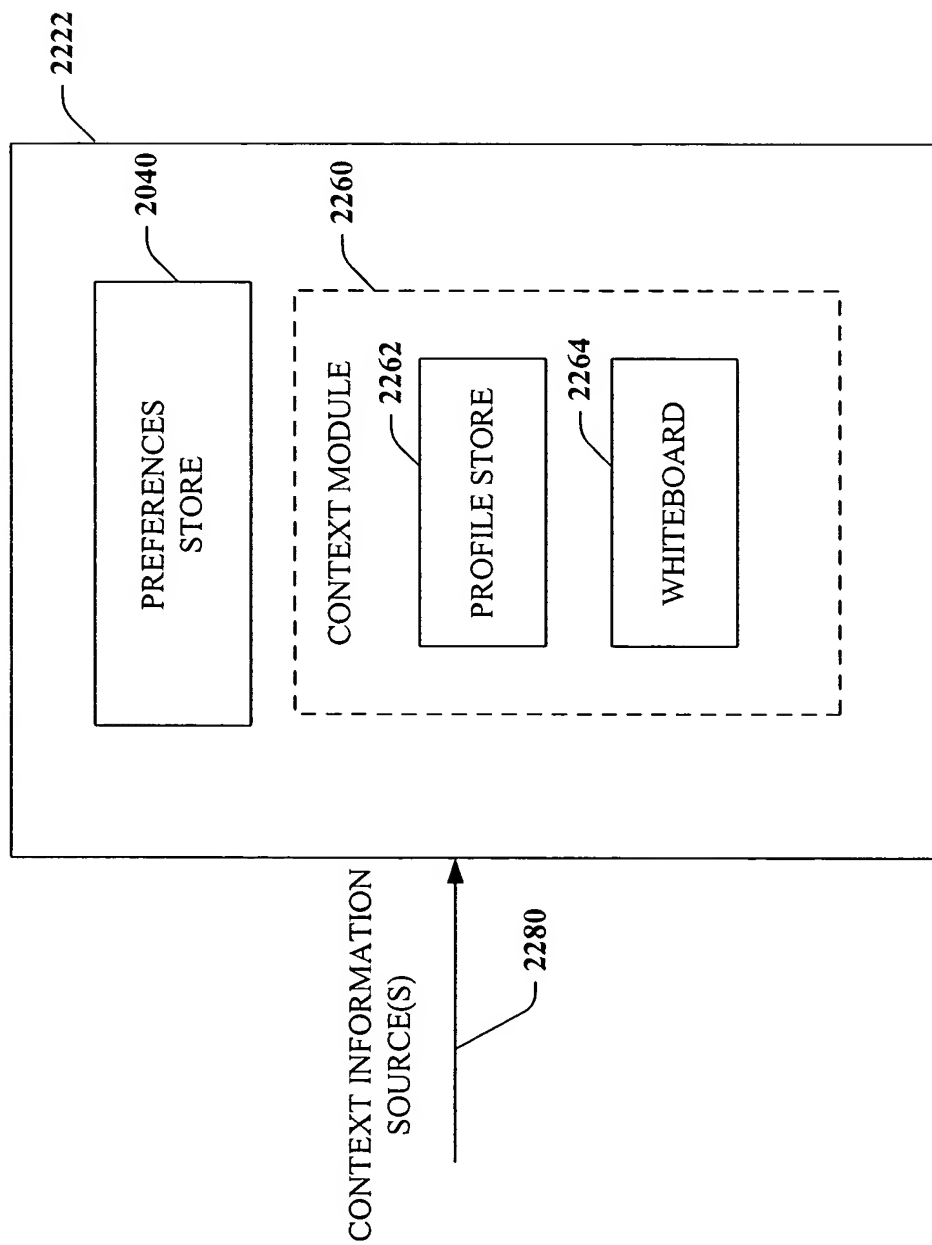 2222
2040
PREFERENCES
STORE
2260
CONTEXT MODULE
2262
PROFILE STORE
2264
WHITEBOARD
CONTEXT INFORMATION
SOURCE(S)
2280